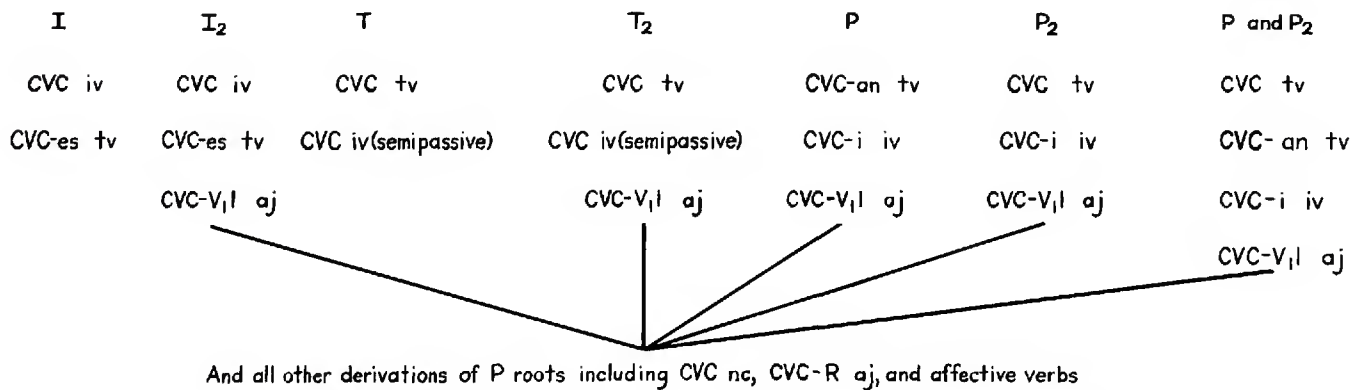 I I₂ T T₂ P P₂ P and P₂
CVC iv CVC iv CVC tv CVC tv CVC-an tv CVC tv CVC tv
CVC-es tv CVC-es tv CVC iv(semipassive) CVC iv(semipassive) CVC-i iv CVC-i iv CVC-an tv
CVC-V₁l aj CVC-V₁l aj CVC-V₁l aj CVC-V₁l aj CVC-i iv
CVC-V₁l aj
And all other derivations of P roots including CVC nc, CVC-R aj, and affective verbs